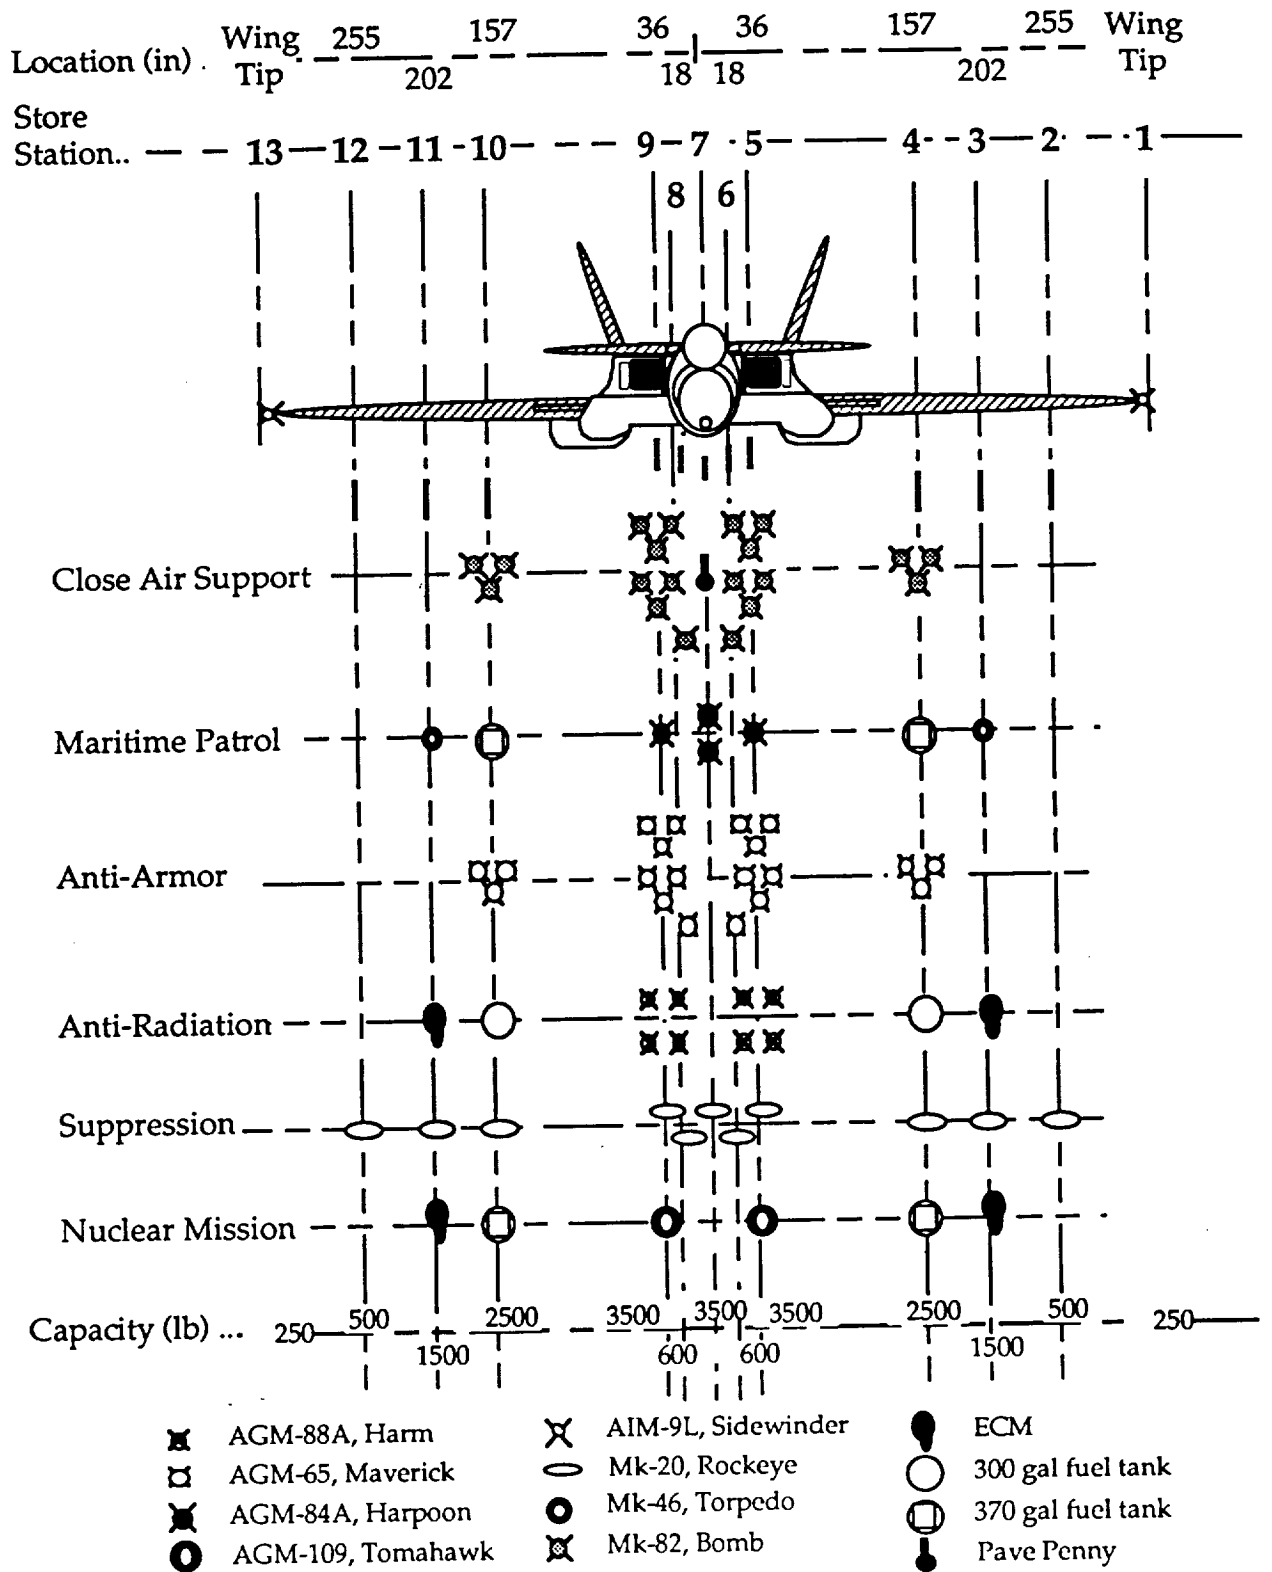 Wing 255 157 36 36 157 255 Wing
Location (in) .
Tip 202 18 18 202 Tip
Store
Station.. 13 12 11 10 9 7 5 4 3 2 1
8 6
Close Air Support
Maritime Patrol
Anti-Armor
Anti-Radiation
Suppression
Nuclear Mission
500 2500 3500 3500 3500 2500 500
Capacity (lb) ... 250 250
1500 600 600 1500
AGM-88A, Harm AIM-9L, Sidewinder ECM
AGM-65, Maverick Mk-20, Rockeye 300 gal fuel tank
AGM-84A, Harpoon Mk-46, Torpedo 370 gal fuel tank
AGM-109, Tomahawk Mk-82, Bomb Pave Penny